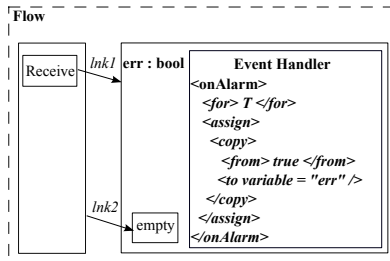 Flow
Receive
lnk1
err : bool
Event Handler
<onAlarm>
<for> T </for>
<assign>
<copy>
<from> true </from>
<to variable = "err" />
</copy>
</assign>
</onAlarm>
lnk2
empty